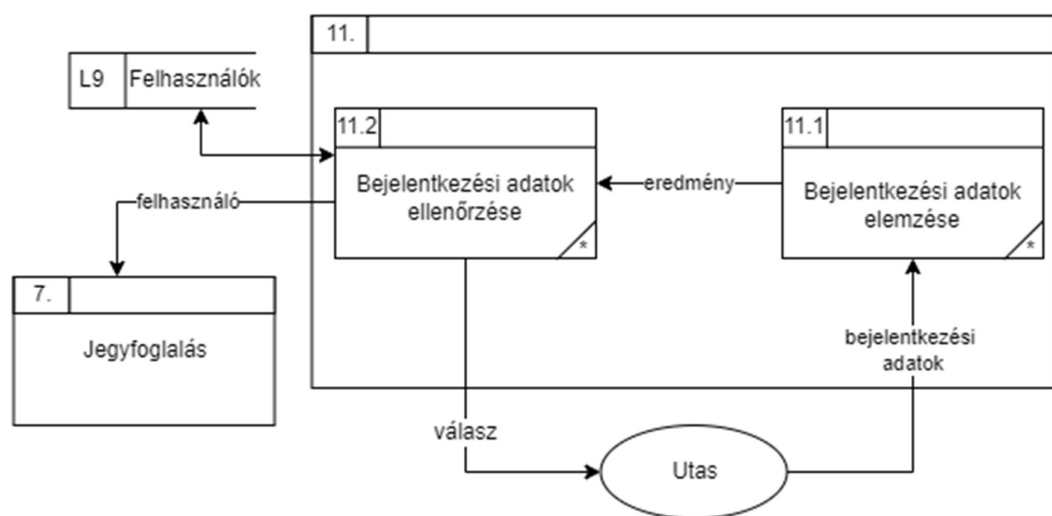 11.
L9 Felhasználók
11.2
11.1
Bejelentkezési adatok
ellenőrzése
*
eredmény
Bejelentkezési adatok
elemzése
*
felhasználó
7.
Jegyfoglalás
bejelentkezési
adatok
válasz
Utas